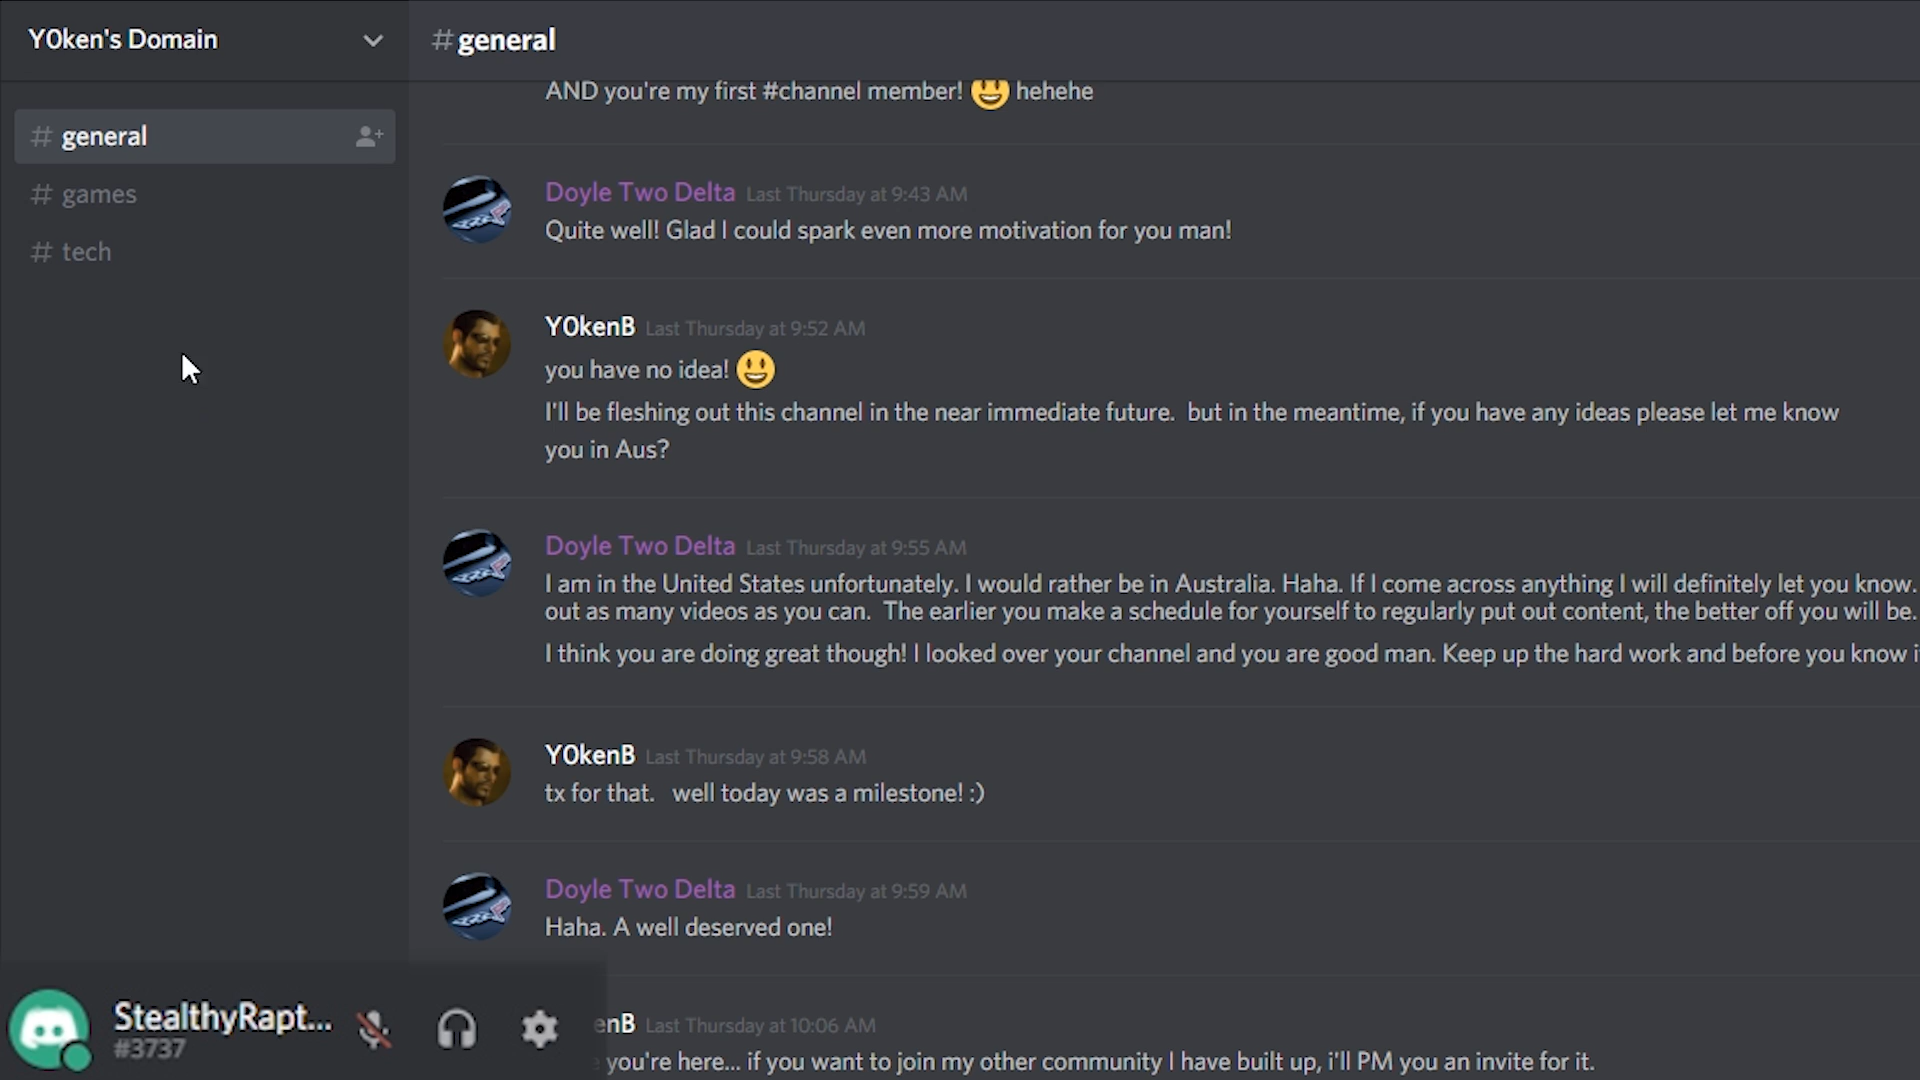 Y0ken's Domain
# general
# games
# tech
StealthyRapt...
#3737
# general
AND you're my first #channel member! 😃 hehehe
Doyle Two Delta Last Thursday at 9:43 AM
Quite well! Glad I could spark even more motivation for you man!
Y0kenB Last Thursday at 9:52 AM
you have no idea! 😃
I'll be fleshing out this channel in the near immediate future.  but in the meantime, if you have any ideas please let me know
you in Aus?
Doyle Two Delta Last Thursday at 9:55 AM
I am in the United States unfortunately. I would rather be in Australia. Haha. If I come across anything I will definitely let you know.
out as many videos as you can.  The earlier you make a schedule for yourself to regularly put out content, the better off you will be.
I think you are doing great though! I looked over your channel and you are good man. Keep up the hard work and before you know
Y0kenB Last Thursday at 9:58 AM
tx for that.   well today was a milestone! :)
Doyle Two Delta Last Thursday at 9:59 AM
Haha. A well deserved one!
enB Last Thursday at 10:06 AM
you're here... if you want to join my other community I have built up, i'll PM you an invite for it.